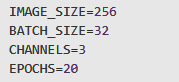 IMAGE_SIZE=256
BATCH_SIZE=32
CHANNELS=3
EPOCHS=20